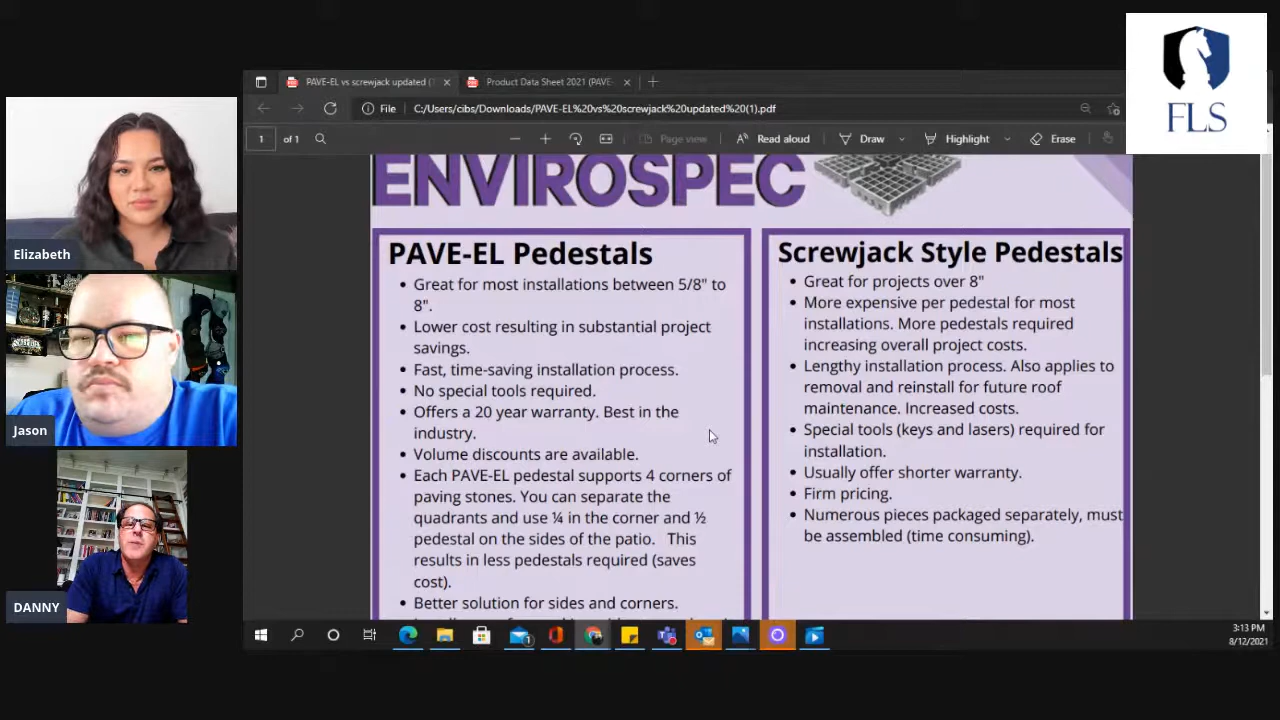 FLS
PAVE-EL vs screwjack updated (
Product Data Sheet 2021 (PAVE-
File
C:/Users/cibs/Downloads/PAVE-EL%20vs%20screwjack%20updated%20(1).pdf
1 of 1
Page view
Read aloud
Draw
Highlight
Erase
ENVIROSPEC
PAVE-EL Pedestals
• Great for most installations between 5/8" to
8".
• Lower cost resulting in substantial project
savings.
• Fast, time-saving installation process.
• No special tools required.
• Offers a 20 year warranty. Best in the
industry.
• Volume discounts are available.
• Each PAVE-EL pedestal supports 4 corners of
paving stones. You can separate the
quadrants and use ¼ in the corner and ½
pedestal on the sides of the patio. This
results in less pedestals required (saves
cost).
• Better solution for sides and corners.
Screwjack Style Pedestals
• Great for projects over 8"
• More expensive per pedestal for most
installations. More pedestals required
increasing overall project costs.
• Lengthy installation process. Also applies to
removal and reinstall for future roof
maintenance. Increased costs.
• Special tools (keys and lasers) required for
installation.
• Usually offer shorter warranty.
• Firm pricing.
• Numerous pieces packaged separately, must
be assembled (time consuming).
Elizabeth
Jason
DANNY
3:13 PM
8/12/2021